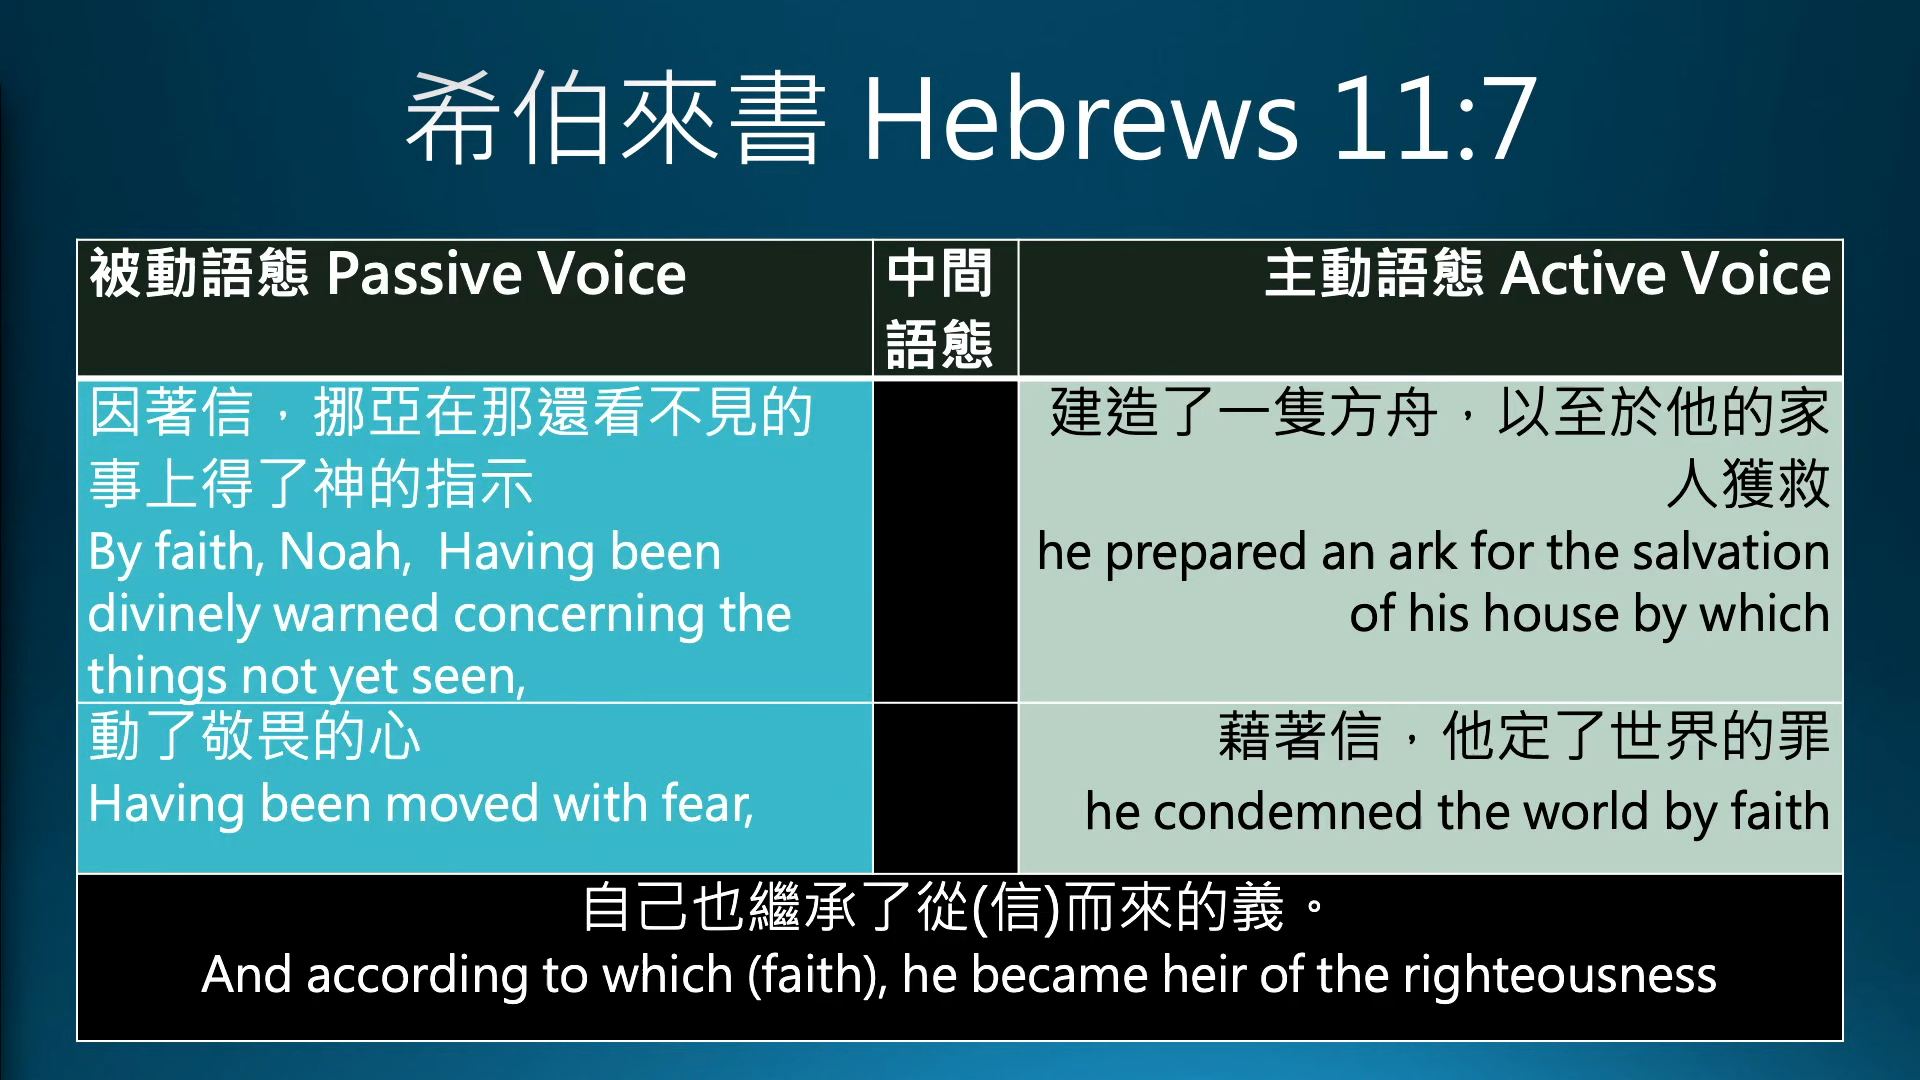 希伯來書 Hebrews 11:7
被動語態 Passive Voice
中間
語態
主動語態 Active Voice
因著信，挪亞在那還看不見的
事上得了神的指示
By faith, Noah, Having been
divinely warned concerning the
things not yet seen,
建造了一隻方舟，以至於他的家
人獲救
he prepared an ark for the salvation
of his house by which
動了敬畏的心
Having been moved with fear,
藉著信，他定了世界的罪
he condemned the world by faith
自己也繼承了從(信)而來的義。
And according to which (faith), he became heir of the righteousness